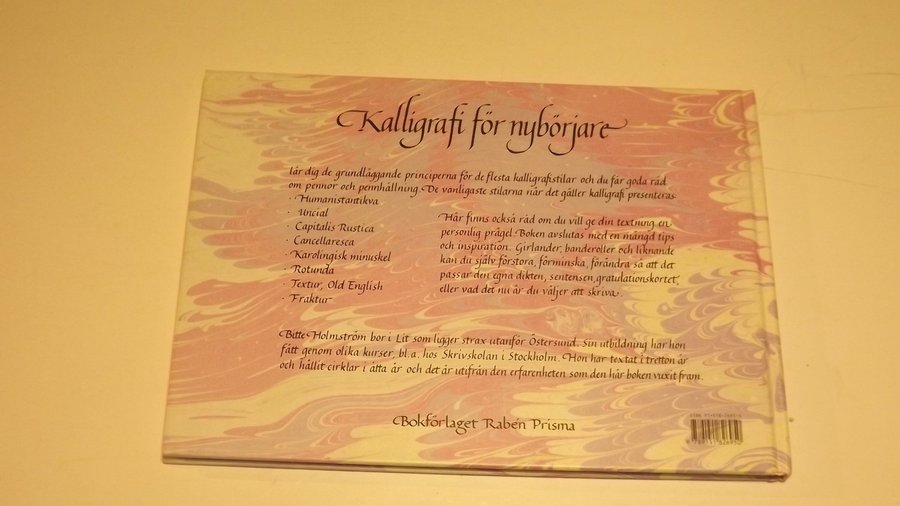 Kalligrafi för nybörjare
lär dig de grundläggande principerna för de flesta kalligrafistilar och du får goda råd
om pennor och pennhållning. De vanligaste stilarna när det gäller kalligrafi presenteras:
· Humanistantikva
· Uncial
· Capitalis Rustica
· Cancellaresca
· Karolingisk minuskel
· Rotunda
· Textur, Old English
· Fraktur
Här finns också råd om du vill ge din textning en
personlig prägel. Boken avslutas med en mängd tips
och inspiration. Girlander, banderoller och liknande
kan du själv förstora, förminska, förändra så att det
passar den egna dikten, sentensen, gratulationskortet,
eller vad det nu är du väljer att skriva.
Bitte Holmström bor i Lit som ligger strax utanför Östersund. Sin utbildning har hon
fått genom olika kurser, bl.a. hos Skrivskolan i Stockholm. Hon har textat i tretton år
och hållit cirklar i åtta år och det är utifrån den erfarenheten som den här boken vuxit fram.
Bokförlaget Rabén Prisma
ISBN